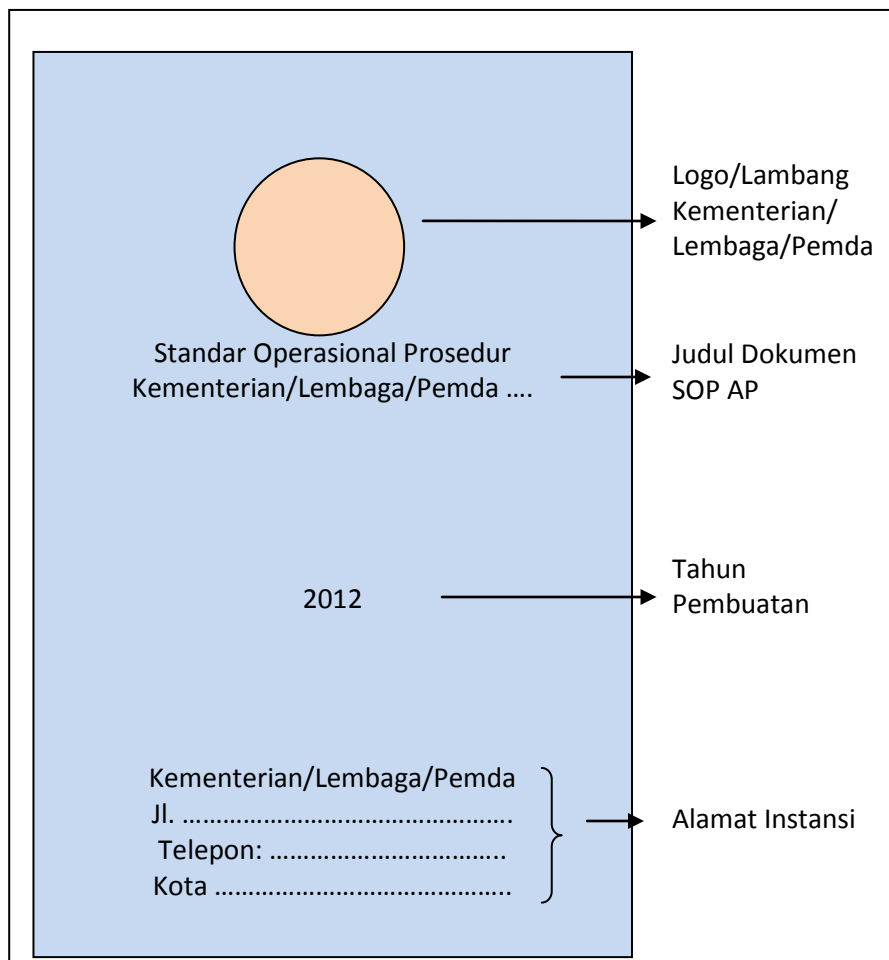 Logo/Lambang
Kementerian/
Lembaga/Pemda
Standar Operasional Prosedur
Kementerian/Lembaga/Pemda ....
Judul Dokumen
SOP AP
2012
Tahun
Pembuatan
Kementerian/Lembaga/Pemda
Jl. ................................................
Telepon: ..................................
Kota ...........................................
Alamat Instansi